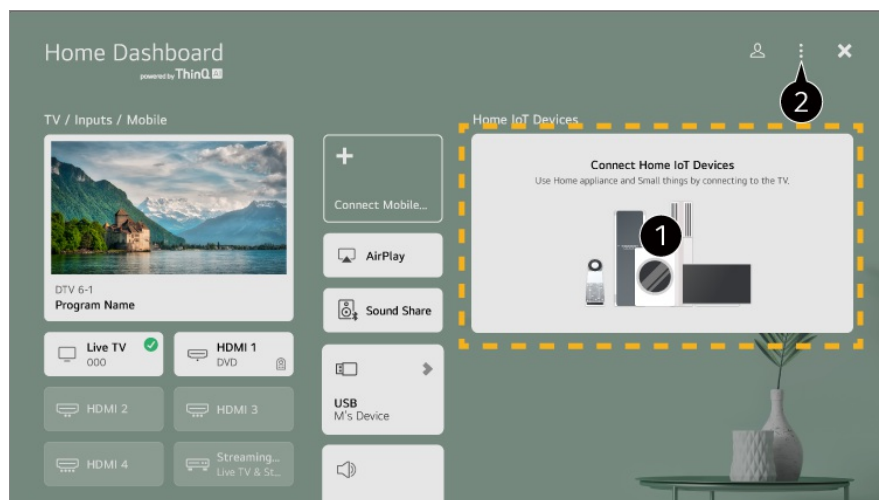 Home Dashboard
powered by ThinQ AI
2
TV / Inputs / Mobile
Home IoT Devices
Connect Home IoT Devices
Use Home appliance and Small things by connecting to the TV.
1
DTV 6-1
Program Name
Connect Mobile...
AirPlay
Sound Share
Live TV
000
HDMI 1
DVD
USB
M's Device
HDMI 2
HDMI 3
HDMI 4
Streaming...
Live TV & St...